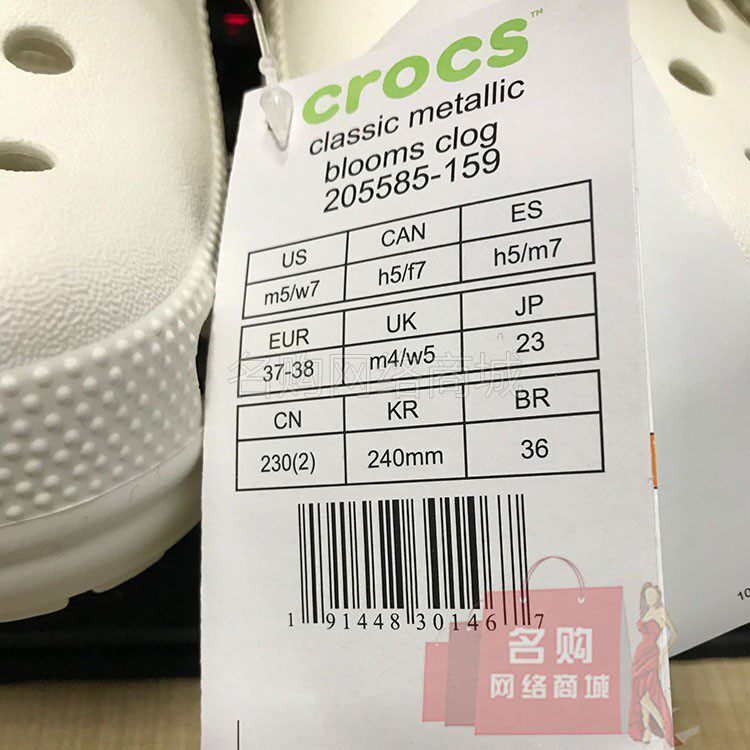 crocs™
classic metallic
blooms clog
205585-159
US CAN ES
m5/w7 h5/f7 h5/m7
EUR UK JP
37-38 m4/w5 23
名购网络商城
CN KR BR
230(2) 240mm 36
1 91448 30146 7
10
名购
网络商城